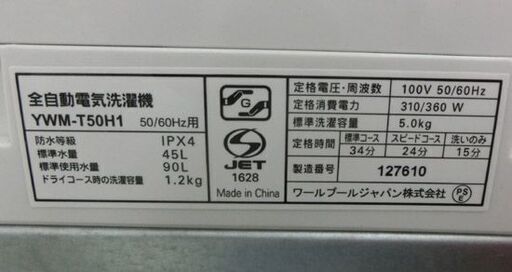 全自動電気洗濯機
YWM-T50H1 50/60Hz用
防水等級 IPX4
標準水量 45L
標準使用水量 90L
ドライコース時の洗濯容量 1.2kg
G
S
JET
1628
Made in China
定格電圧・周波数 100V 50/60Hz
定格消費電力 310/360 W
標準洗濯容量 5.0kg
定格時間 標準コース スピードコース 洗いのみ
34分 24分 15分
製造番号 127610
ワールプールジャパン株式会社
PS
E